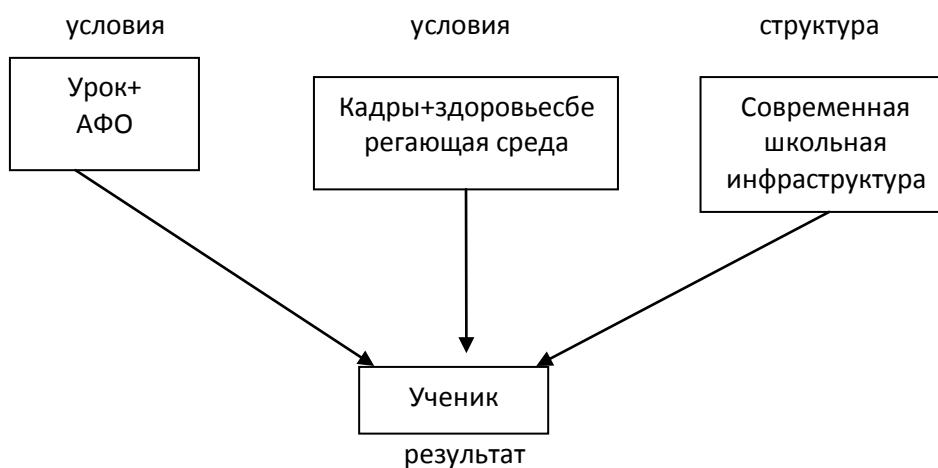 условия
условия
структура
Урок+
АФО
Кадры+здоровьесбе
регающая среда
Современная
школьная
инфраструктура
Ученик
результат